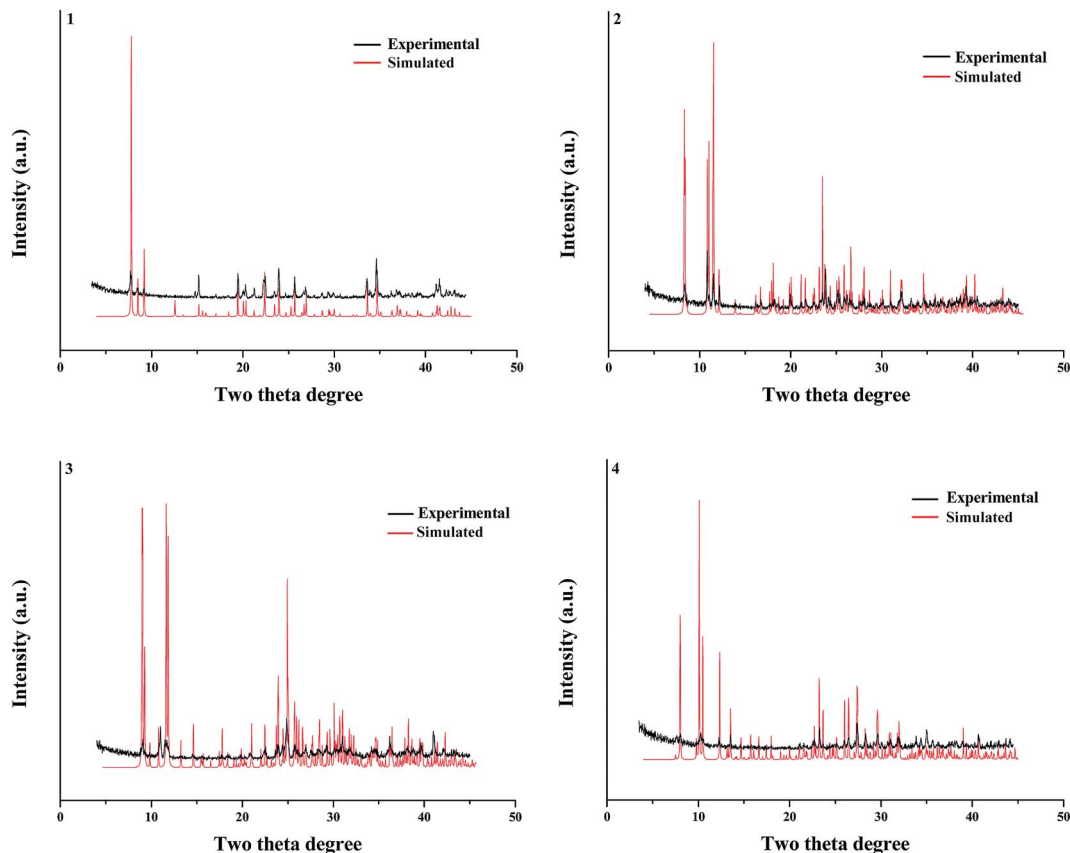 1
Experimental
Simulated
Intensity (a.u.)
0 10 20 30 40 50
Two theta degree
2
Experimental
Simulated
Intensity (a.u.)
0 10 20 30 40 50
Two theta degree
3
Experimental
Simulated
Intensity (a.u.)
0 10 20 30 40 50
Two theta degree
4
Experimental
Simulated
Intensity (a.u.)
0 10 20 30 40 50
Two theta degree